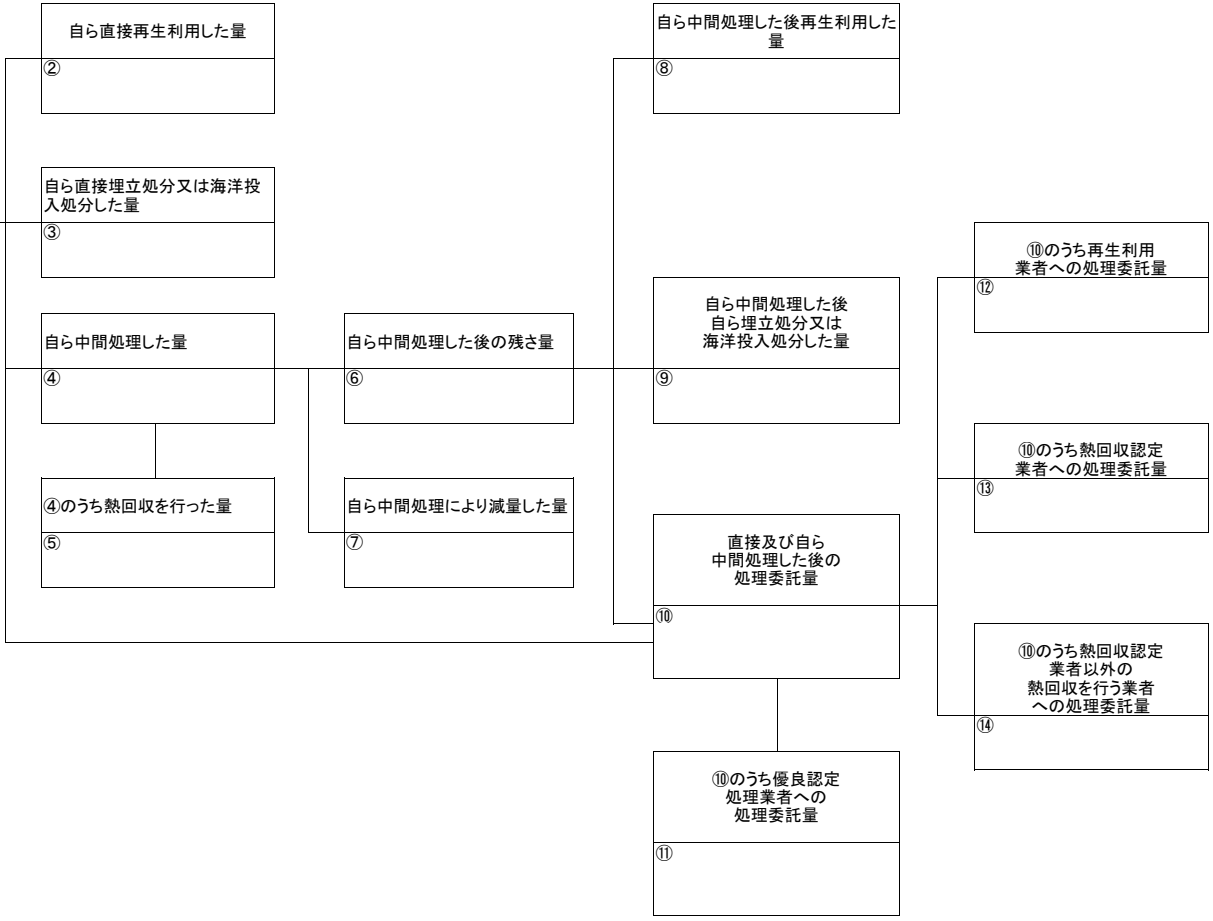 自ら直接再生利用した量
②
自ら直接埋立処分又は海洋投
入処分した量
③
自ら中間処理した量
④
④のうち熱回収を行った量
⑤
自ら中間処理した後の残さ量
⑥
自ら中間処理により減量した量
⑦
自ら中間処理した後再生利用した
量
⑧
自ら中間処理した後
自ら埋立処分又は
海洋投入処分した量
⑨
直接及び自ら
中間処理した後の
処理委託量
⑩
⑩のうち優良認定
処理業者への
処理委託量
⑪
⑩のうち再生利用
業者への処理委託量
⑫
⑩のうち熱回収認定
業者への処理委託量
⑬
⑩のうち熱回収認定
業者以外の
熱回収を行う業者
への処理委託量
⑭